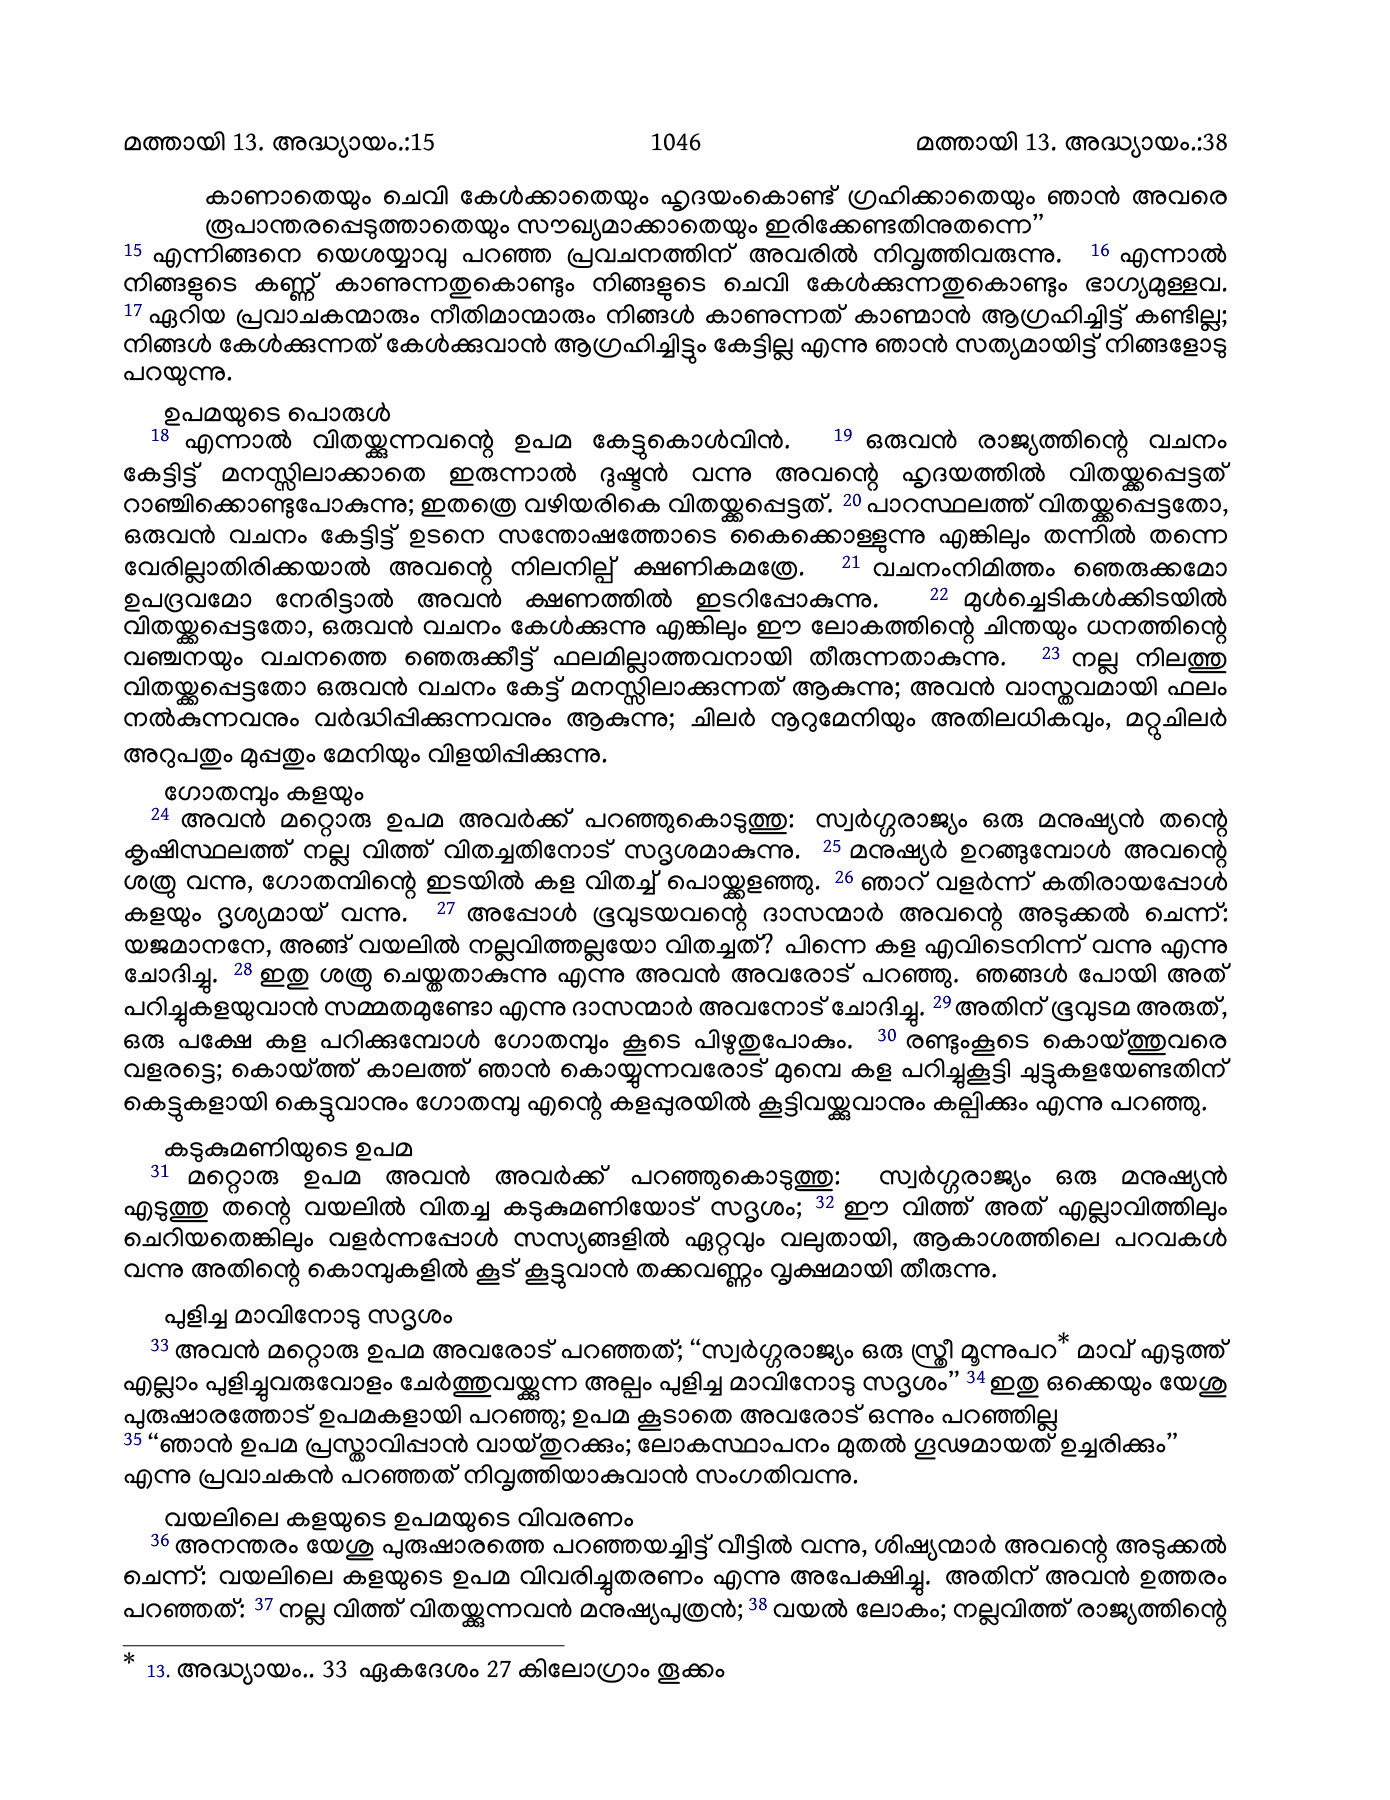 മത്തായി 13. അദ്ധ്യായം.:15 1046 മത്തായി 13. അദ്ധ്യായം.:38
കാണാതെയും ചെവി കേൾക്കാതെയും ഹൃദയംകൊണ്ട് ഗ്രഹിക്കാതെയും ഞാൻ അവരെ
രൂപാന്തരപ്പെടുത്താതെയും സൗഖ്യമാക്കാതെയും ഇരിക്കേണ്ടതിനുതന്നെ”
15 എന്നിങ്ങനെ യെശയ്യാവു പറഞ്ഞ പ്രവചനത്തിന് അവരിൽ നിവൃത്തിവരുന്നു. 16 എന്നാൽ
നിങ്ങളുടെ കണ്ണ് കാണുന്നതുകൊണ്ടും നിങ്ങളുടെ ചെവി കേൾക്കുന്നതുകൊണ്ടും ഭാഗ്യമുള്ളവ.
17 ഏറിയ പ്രവാചകന്മാരും നീതിമാന്മാരും നിങ്ങൾ കാണുന്നത് കാണ്മാൻ ആഗ്രഹിച്ചിട്ട് കണ്ടില്ല;
നിങ്ങൾ കേൾക്കുന്നത് കേൾക്കുവാൻ ആഗ്രഹിച്ചിട്ടും കേട്ടില്ല എന്നു ഞാൻ സത്യമായിട്ട് നിങ്ങളോടു
പറയുന്നു.
ഉപമയുടെ പൊരുൾ
18 എന്നാൽ വിതയ്ക്കുന്നവന്റെ ഉപമ കേട്ടുകൊൾവിൻ. 19 ഒരുവൻ രാജ്യത്തിന്റെ വചനം
കേട്ടിട്ട് മനസ്സിലാക്കാതെ ഇരുന്നാൽ ദുഷ്ടൻ വന്നു അവന്റെ ഹൃദയത്തിൽ വിതയ്ക്കപ്പെട്ടത്
റാഞ്ചിക്കൊണ്ടുപോകുന്നു; ഇതത്രെ വഴിയരികെ വിതയ്ക്കപ്പെട്ടത്. 20 പാറസ്ഥലത്ത് വിതയ്ക്കപ്പെട്ടതോ,
ഒരുവൻ വചനം കേട്ടിട്ട് ഉടനെ സന്തോഷത്തോടെ കൈക്കൊള്ളുന്നു എങ്കിലും തന്നിൽ തന്നെ
വേരില്ലാതിരിക്കയാൽ അവന്റെ നിലനില്പ് ക്ഷണികമത്രേ. 21 വചനംനിമിത്തം ഞെരുക്കമോ
ഉപദ്രവമോ നേരിട്ടാൽ അവൻ ക്ഷണത്തിൽ ഇടറിപ്പോകുന്നു. 22 മുൾച്ചെടികൾക്കിടയിൽ
വിതയ്ക്കപ്പെട്ടതോ, ഒരുവൻ വചനം കേൾക്കുന്നു എങ്കിലും ഈ ലോകത്തിന്റെ ചിന്തയും ധനത്തിന്റെ
വഞ്ചനയും വചനത്തെ ഞെരുക്കീട്ട് ഫലമില്ലാത്തവനായി തീരുന്നതാകുന്നു. 23 നല്ല നിലത്തു
വിതയ്ക്കപ്പെട്ടതോ ഒരുവൻ വചനം കേട്ട് മനസ്സിലാക്കുന്നത് ആകുന്നു; അവൻ വാസ്തവമായി ഫലം
നൽകുന്നവനും വർദ്ധിപ്പിക്കുന്നവനും ആകുന്നു; ചിലർ നൂറുമേനിയും അതിലധികവും, മറ്റുചിലർ
അറുപതും മുപ്പതും മേനിയും വിളയിപ്പിക്കുന്നു.
ഗോതമ്പും കളയും
24 അവൻ മറ്റൊരു ഉപമ അവർക്ക് പറഞ്ഞുകൊടുത്തു: സ്വർഗ്ഗരാജ്യം ഒരു മനുഷ്യൻ തന്റെ
കൃഷിസ്ഥലത്ത് നല്ല വിത്ത് വിതച്ചതിനോട് സദൃശമാകുന്നു. 25 മനുഷ്യർ ഉറങ്ങുമ്പോൾ അവന്റെ
ശത്രു വന്നു, ഗോതമ്പിന്റെ ഇടയിൽ കള വിതച്ച് പൊയ്ക്കളഞ്ഞു. 26 ഞാറ് വളർന്ന് കതിരായപ്പോൾ
കളയും ദൃശ്യമായ് വന്നു. 27 അപ്പോൾ ഭൂവുടയവന്റെ ദാസന്മാർ അവന്റെ അടുക്കൽ ചെന്ന്:
യജമാനനേ, അങ്ങ് വയലിൽ നല്ലവിത്തല്ലയോ വിതച്ചത്? പിന്നെ കള എവിടെനിന്ന് വന്നു എന്നു
ചോദിച്ചു. 28 ഇതു ശത്രു ചെയ്തതാകുന്നു എന്നു അവൻ അവരോട് പറഞ്ഞു. ഞങ്ങൾ പോയി അത്
പറിച്ചുകളയുവാൻ സമ്മതമുണ്ടോ എന്നു ദാസന്മാർ അവനോട് ചോദിച്ചു. 29 അതിന് ഭൂവുടമ അരുത്,
ഒരു പക്ഷേ കള പറിക്കുമ്പോൾ ഗോതമ്പും കൂടെ പിഴുതുപോകും. 30 രണ്ടുംകൂടെ കൊയ്ത്തുവരെ
വളരട്ടെ; കൊയ്ത്ത് കാലത്ത് ഞാൻ കൊയ്യുന്നവരോട് മുമ്പെ കള പറിച്ചുകൂട്ടി ചുട്ടുകളയേണ്ടതിന്
കെട്ടുകളായി കെട്ടുവാനും ഗോതമ്പു എന്റെ കളപ്പുരയിൽ കൂട്ടിവയ്ക്കുവാനും കല്പിക്കും എന്നു പറഞ്ഞു.
കടുകുമണിയുടെ ഉപമ
31 മറ്റൊരു ഉപമ അവൻ അവർക്ക് പറഞ്ഞുകൊടുത്തു: സ്വർഗ്ഗരാജ്യം ഒരു മനുഷ്യൻ
എടുത്തു തന്റെ വയലിൽ വിതച്ച കടുകുമണിയോട് സദൃശം; 32 ഈ വിത്ത് അത് എല്ലാവിത്തിലും
ചെറിയതെങ്കിലും വളർന്നപ്പോൾ സസ്യങ്ങളിൽ ഏറ്റവും വലുതായി, ആകാശത്തിലെ പറവകൾ
വന്നു അതിന്റെ കൊമ്പുകളിൽ കൂട് കൂട്ടുവാൻ തക്കവണ്ണം വൃക്ഷമായി തീരുന്നു.
പുളിച്ച മാവിനോടു സദൃശം
33 അവൻ മറ്റൊരു ഉപമ അവരോട് പറഞ്ഞത്; “സ്വർഗ്ഗരാജ്യം ഒരു സ്ത്രീ മൂന്നുപറ* മാവ് എടുത്ത്
എല്ലാം പുളിച്ചുവരുവോളം ചേർത്തുവയ്ക്കുന്ന അല്പം പുളിച്ച മാവിനോടു സദൃശം” 34 ഇതു ഒക്കെയും യേശു
പുരുഷാരത്തോട് ഉപമകളായി പറഞ്ഞു; ഉപമ കൂടാതെ അവരോട് ഒന്നും പറഞ്ഞില്ല
35 “ഞാൻ ഉപമ പ്രസ്താവിപ്പാൻ വായ്തുറക്കും; ലോകസ്ഥാപനം മുതൽ ഗൂഢമായത് ഉച്ചരിക്കും”
എന്നു പ്രവാചകൻ പറഞ്ഞത് നിവൃത്തിയാകുവാൻ സംഗതിവന്നു.
വയലിലെ കളയുടെ ഉപമയുടെ വിവരണം
36 അനന്തരം യേശു പുരുഷാരത്തെ പറഞ്ഞയച്ചിട്ട് വീട്ടിൽ വന്നു, ശിഷ്യന്മാർ അവന്റെ അടുക്കൽ
ചെന്ന്: വയലിലെ കളയുടെ ഉപമ വിവരിച്ചുതരണം എന്നു അപേക്ഷിച്ചു. അതിന് അവൻ ഉത്തരം
പറഞ്ഞത്: 37 നല്ല വിത്ത് വിതയ്ക്കുന്നവൻ മനുഷ്യപുത്രൻ; 38 വയൽ ലോകം; നല്ലവിത്ത് രാജ്യത്തിന്റെ
* 13. അദ്ധ്യായം.. 33 ഏകദേശം 27 കിലോഗ്രാം തൂക്കം